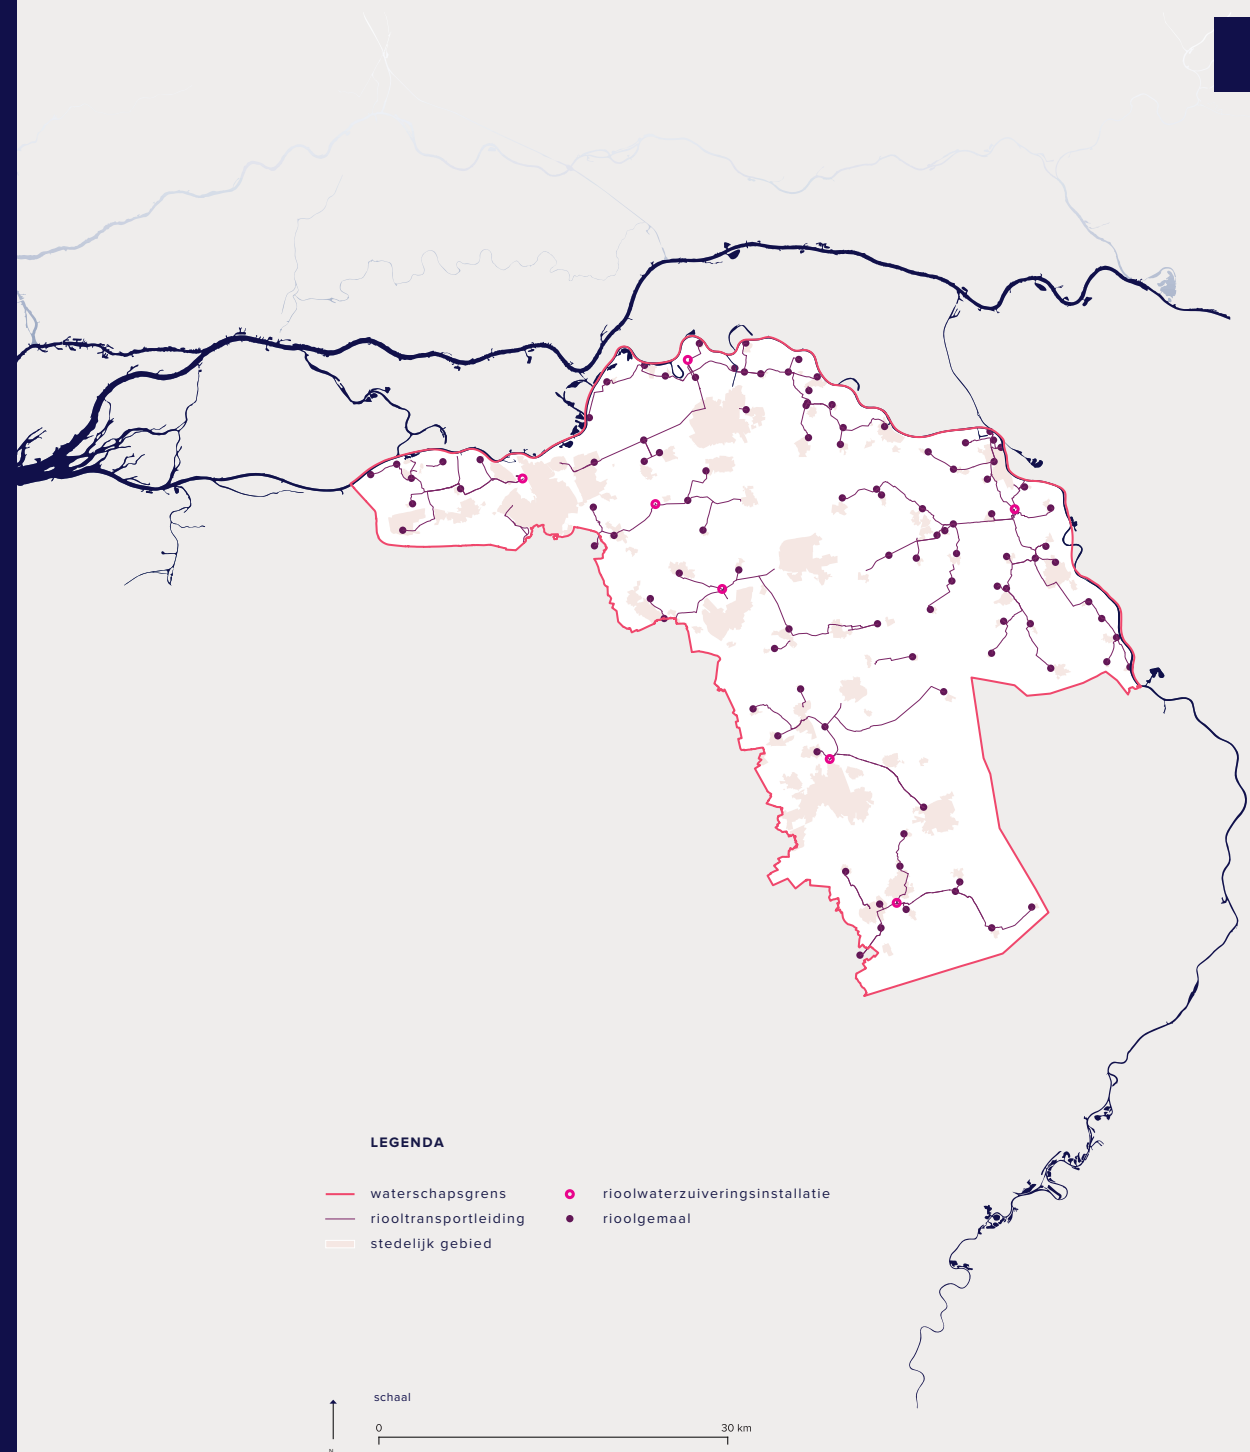 LEGENDA
waterschapsgrens
rioolwaterzuiveringsinstallatie
riooltransportleiding
rioolgemaal
stedelijk gebied
schaal
0
30 km
N